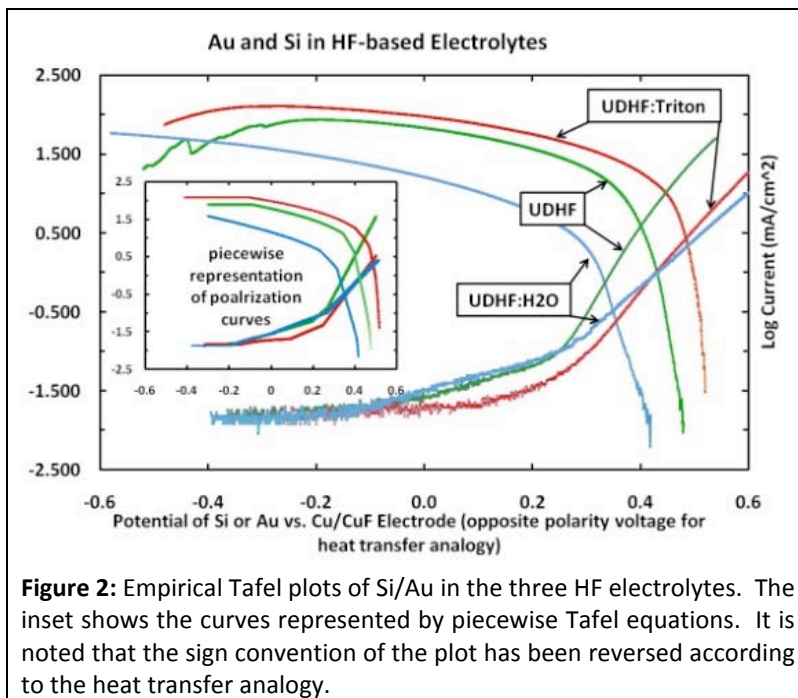 Au and Si in HF-based Electrolytes
2.500
1.500
0.500
-0.500
-1.500
-2.500
-0.6 -0.4 -0.2 0.0 0.2 0.4 0.6
Log Current (mA/cm^2)
UDHF:Triton
UDHF
UDHF:H2O
2.5
1.5
0.5
-0.5
-1.5
-2.5
-0.6 -0.4 -0.2 0 0.2 0.4 0.6
piecewise
representation
of poalrization
curves
Potential of Si or Au vs. Cu/CuF Electrode (opposite polarity voltage for
heat transfer analogy)
Figure 2: Empirical Tafel plots of Si/Au in the three HF electrolytes. The
inset shows the curves represented by piecewise Tafel equations. It is
noted that the sign convention of the plot has been reversed according
to the heat transfer analogy.